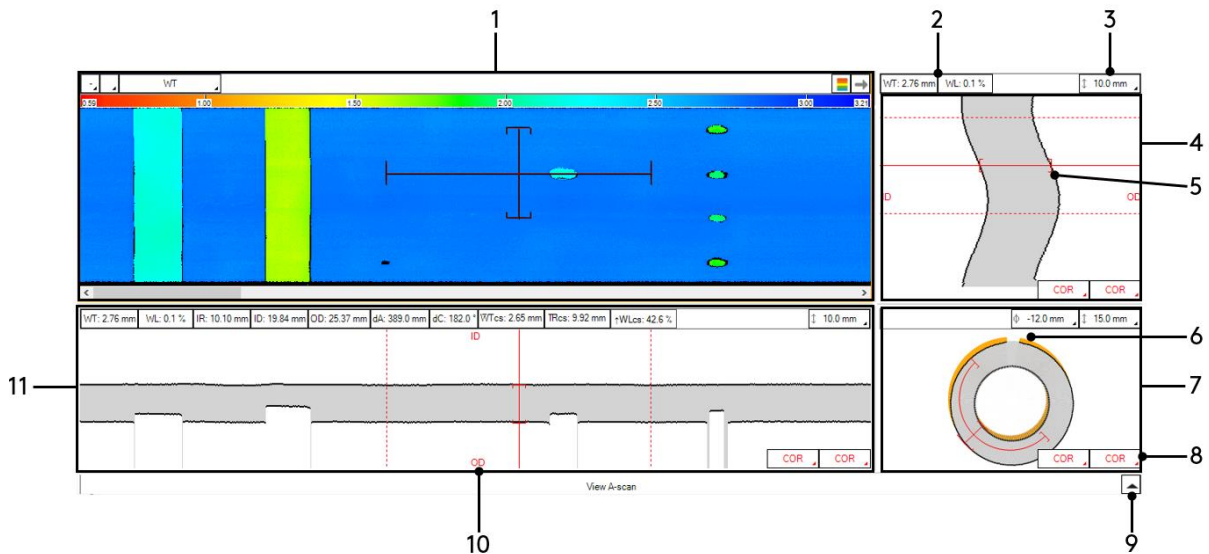 1
2
3
- WT
WT: 2.76 mm WL: 0.1 % 10.0 mm
0.59 1.00 1.50 2.00 2.50 3.00 3.21
4
5
ID OD
COR COR
WT: 2.76 mm WL: 0.1 % IR: 10.10 mm ID: 19.84 mm OD: 25.37 mm dA: 389.0 mm dC: 182.0 ° WTcs: 2.65 mm IRcs: 9.92 mm ↑WLcs: 42.6 % 10.0 mm
ϕ -12.0 mm 15.0 mm
6
ID
11
7
OD
COR COR
COR COR
8
View A-scan
10
9